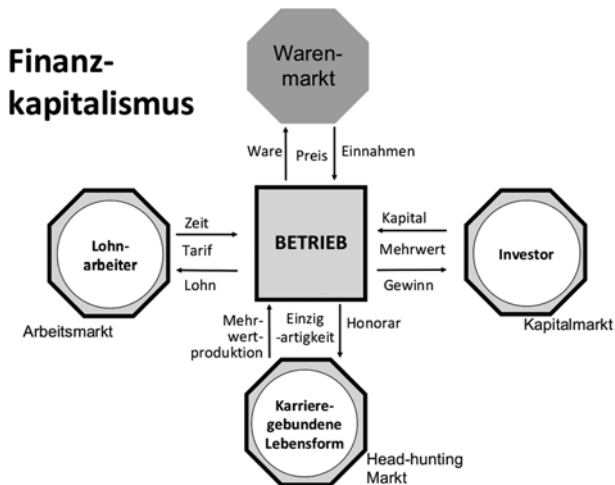 Finanz-
kapitalismus
Waren-
markt
Ware
Preis
Einnahmen
Zeit
Tarif
Lohn
Lohn-
arbeiter
Arbeitsmarkt
BETRIEB
Kapital
Mehrwert
Gewinn
Investor
Kapitalmarkt
Mehr-
wert-
produktion
Einzig
-artigkeit
Honorar
Karriere-
gebundene
Lebensform
Head-hunting
Markt